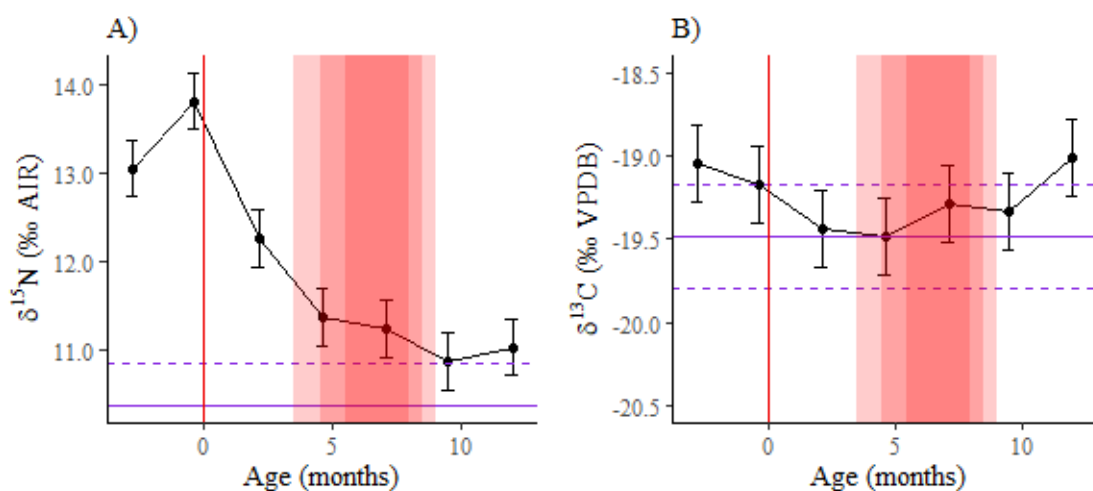 A)
14.0
13.0
12.0
11.0
δ¹⁵N (‰ AIR)
0 5 10
Age (months)
B)
-18.5
-19.0
-19.5
-20.0
-20.5
δ¹³C (‰ VPDB)
0 5 10
Age (months)